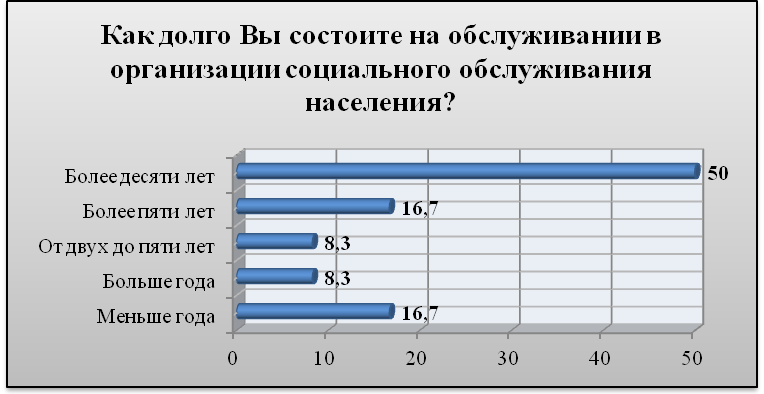 Как долго Вы состоите на обслуживании в
организации социального обслуживания
населения?
Более десяти лет 50
Более пяти лет 16,7
От двух до пяти лет 8,3
Больше года 8,3
Меньше года 16,7
0 10 20 30 40 50